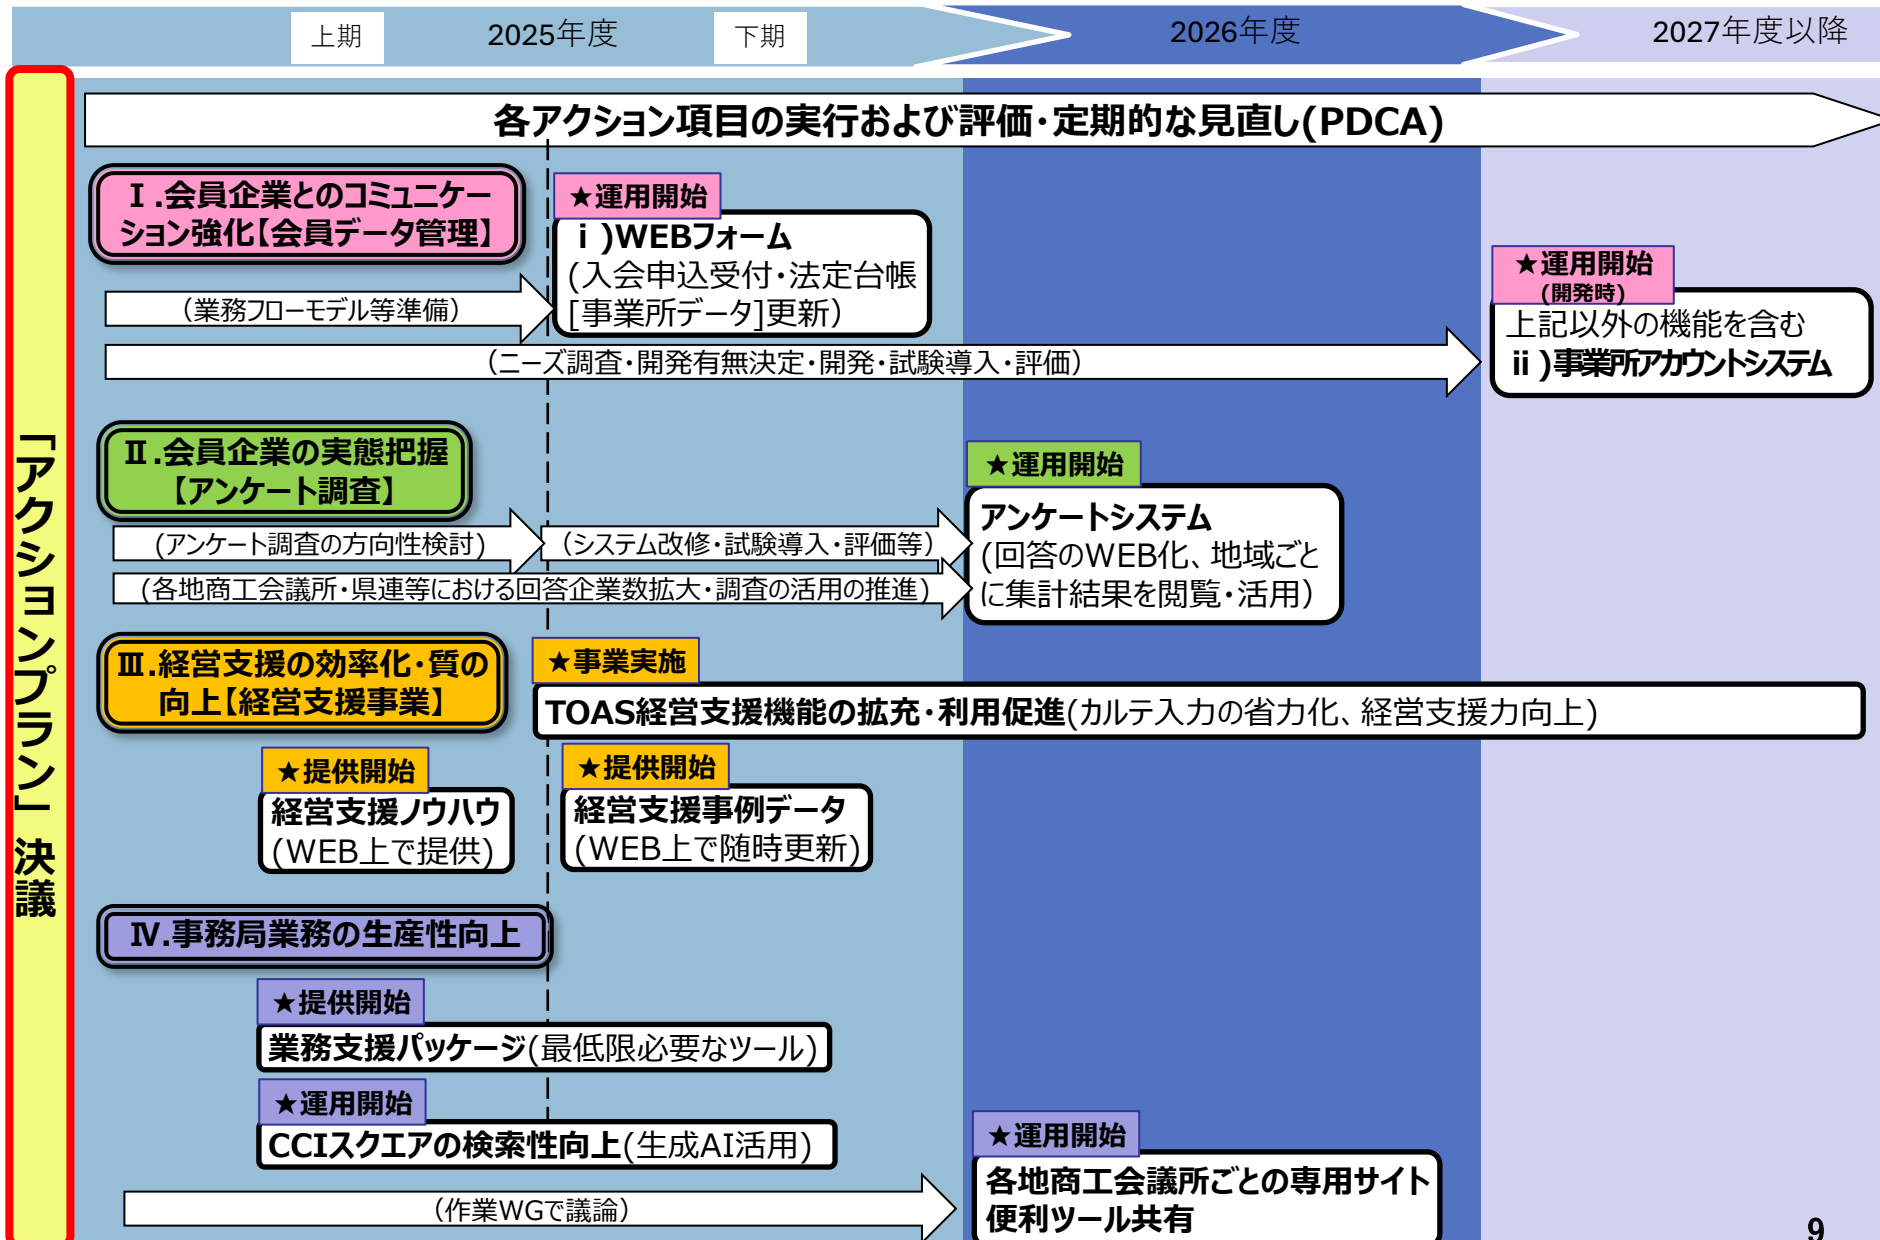 上期
2025年度
下期
2026年度
2027年度以降
「アクションプラン」決議
各アクション項目の実行および評価・定期的な見直し(PDCA)
Ⅰ.会員企業とのコミュニケー
ション強化【会員データ管理】
★運用開始
ⅰ)WEBフォーム
(入会申込受付・法定台帳
[事業所データ]更新)
(業務フローモデル等準備)
★運用開始
(開発時)
上記以外の機能を含む
ⅱ)事業所アカウントシステム
(ニーズ調査・開発有無決定・開発・試験導入・評価)
Ⅱ.会員企業の実態把握
【アンケート調査】
★運用開始
アンケートシステム
(回答のWEB化、地域ごと
に集計結果を閲覧・活用)
(アンケート調査の方向性検討)
(システム改修・試験導入・評価等)
(各地商工会議所・県連等における回答企業数拡大・調査の活用の推進)
Ⅲ.経営支援の効率化・質の
向上【経営支援事業】
★事業実施
TOAS経営支援機能の拡充・利用促進(カルテ入力の省力化、経営支援力向上)
★提供開始
経営支援ノウハウ
(WEB上で提供)
★提供開始
経営支援事例データ
(WEB上で随時更新)
Ⅳ.事務局業務の生産性向上
★提供開始
業務支援パッケージ(最低限必要なツール)
★運用開始
CCIスクエアの検索性向上(生成AI活用)
★運用開始
各地商工会議所ごとの専用サイト
便利ツール共有
(作業WGで議論)
9